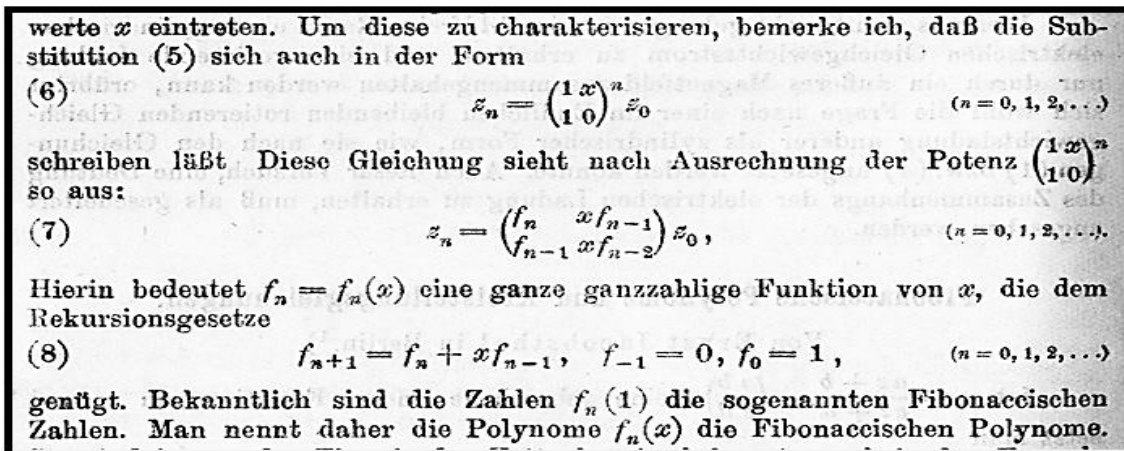 werte x eintreten. Um diese zu charakterisieren, bemerke ich, daß die Sub-
stitution (5) sich auch in der Form
(6) z_n = (1 x / 1 0)^n z_0 (n = 0, 1, 2, . . .)
schreiben läßt Diese Gleichung sieht nach Ausrechnung der Potenz (1 x / 1 0)^n
so aus:
(7) z_n = (f_n x f_{n-1} / f_{n-1} x f_{n-2}) z_0 , (n = 0, 1, 2, . . .).
Hierin bedeutet f_n = f_n(x) eine ganze ganzzahlige Funktion von x, die dem
Rekursionsgesetze
(8) f_{n+1} = f_n + x f_{n-1}, f_{-1} = 0, f_0 = 1 , (n = 0, 1, 2, . . .)
genügt. Bekanntlich sind die Zahlen f_n(1) die sogenannten Fibonaccischen
Zahlen. Man nennt daher die Polynome f_n(x) die Fibonaccischen Polynome.